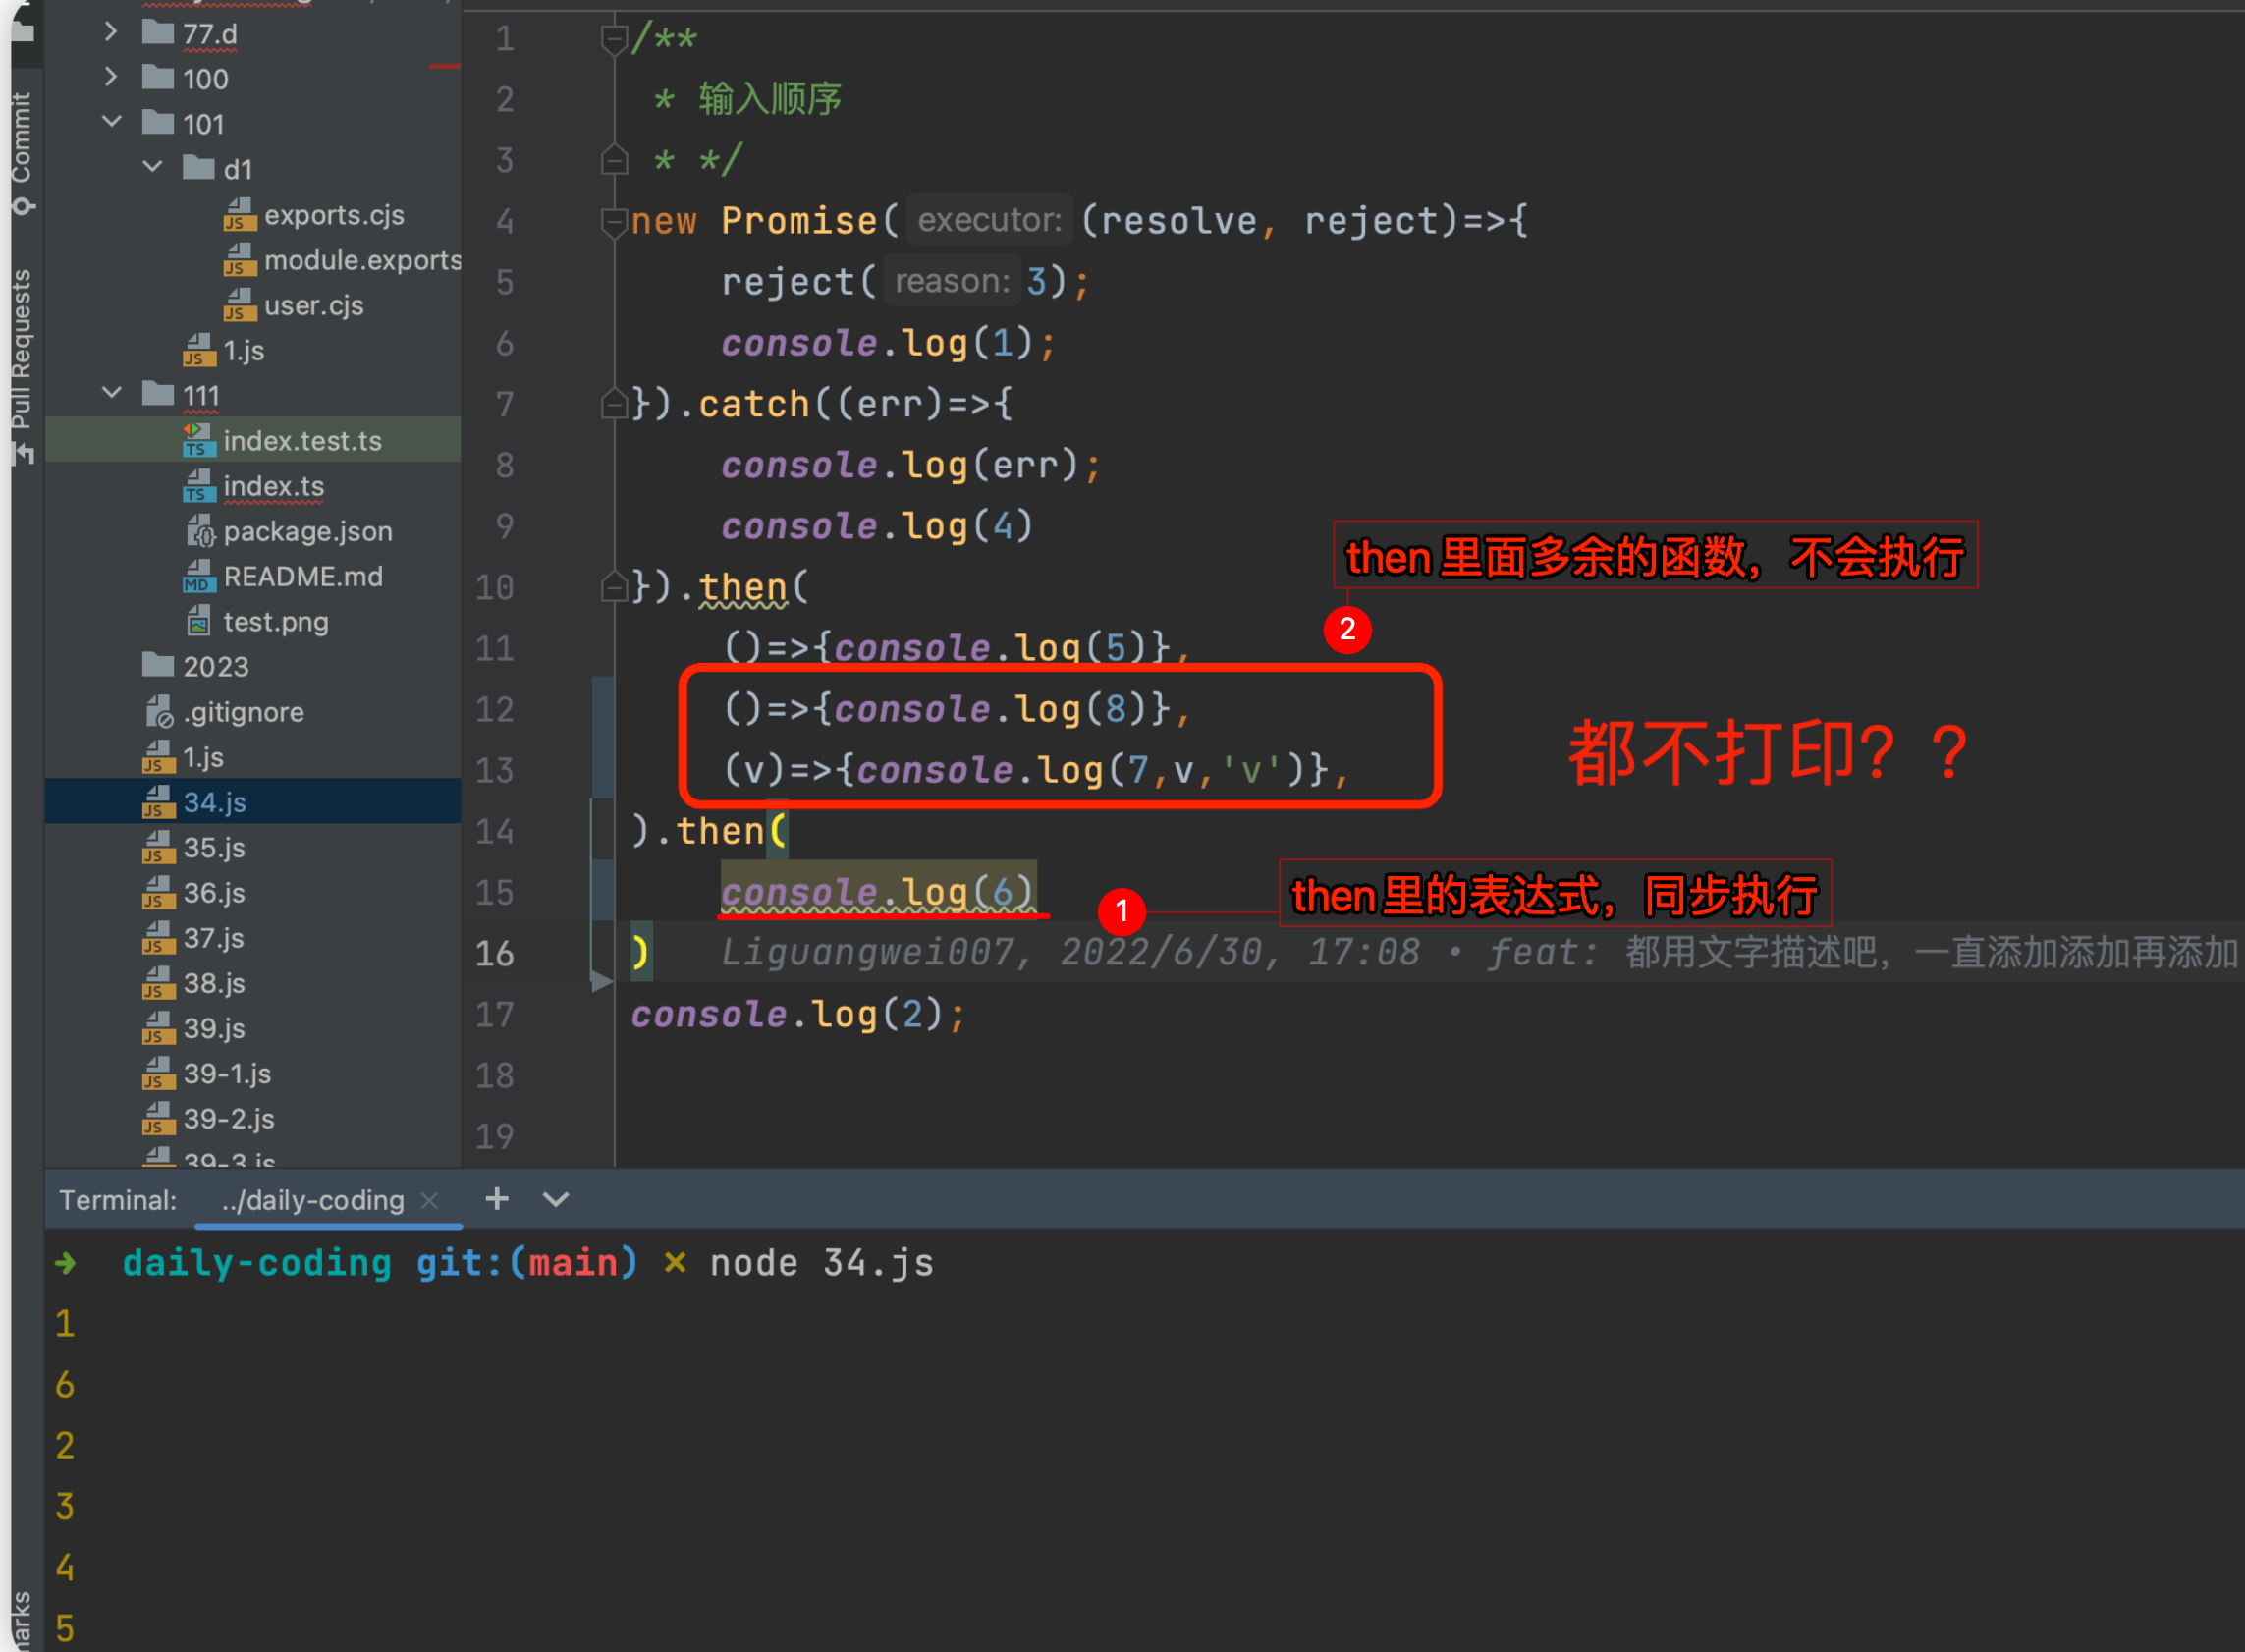 Commit
Pull Requests
77.d
100
101
d1
exports.cjs
module.exports
user.cjs
1.js
111
index.test.ts
index.ts
package.json
README.md
test.png
2023
.gitignore
1.js
34.js
35.js
36.js
37.js
38.js
39.js
39-1.js
39-2.js
39-3.js
1 /**
2 * 输入顺序
3 * */
4 new Promise( executor: (resolve, reject)=>{
5 reject( reason: 3);
6 console.log(1);
7 }).catch((err)=>{
8 console.log(err);
9 console.log(4)
10 }).then(
then里面多余的函数，不会执行
2
11 ()=>{console.log(5)},
12 ()=>{console.log(8)},
13 (v)=>{console.log(7,v,'v')},
都不打印？？
14 ).then(
15 console.log(6)
1
then里的表达式，同步执行
16 ) Liguangwei007, 2022/6/30, 17:08 • feat: 都用文字描述吧，一直添加添加再添加
17 console.log(2);
18
19
Terminal: ../daily-coding × +
➜ daily-coding git:(main) × node 34.js
1
6
2
3
4
5